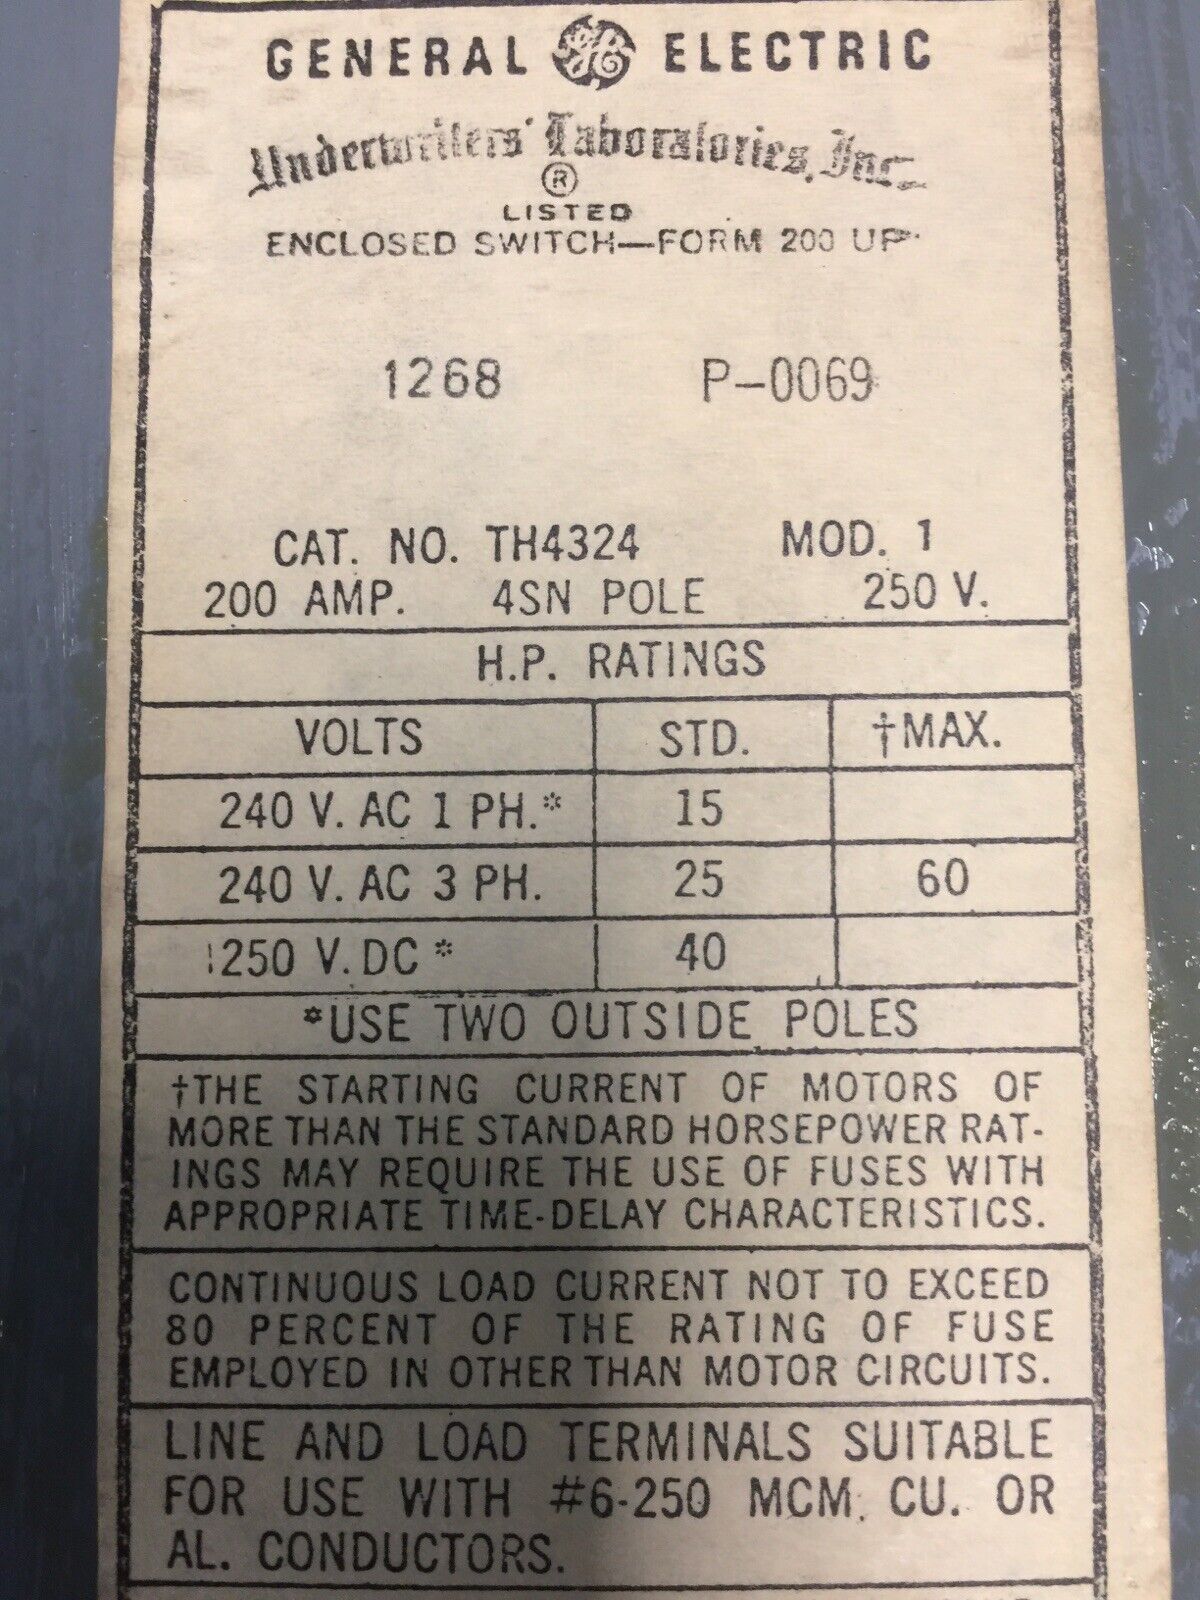 GENERAL GE ELECTRIC
Underwriters' Laboratories, Inc.
®
LISTED
ENCLOSED SWITCH—FORM 200 UP
1268 P-0069
CAT. NO. TH4324 MOD. 1
200 AMP. 4SN POLE 250 V.
H.P. RATINGS
VOLTS STD. †MAX.
240 V. AC 1 PH.* 15
240 V. AC 3 PH. 25 60
250 V. DC* 40
*USE TWO OUTSIDE POLES
†THE STARTING CURRENT OF MOTORS OF
MORE THAN THE STANDARD HORSEPOWER RAT-
INGS MAY REQUIRE THE USE OF FUSES WITH
APPROPRIATE TIME-DELAY CHARACTERISTICS.
CONTINUOUS LOAD CURRENT NOT TO EXCEED
80 PERCENT OF THE RATING OF FUSE
EMPLOYED IN OTHER THAN MOTOR CIRCUITS.
LINE AND LOAD TERMINALS SUITABLE
FOR USE WITH #6-250 MCM. CU. OR
AL. CONDUCTORS.